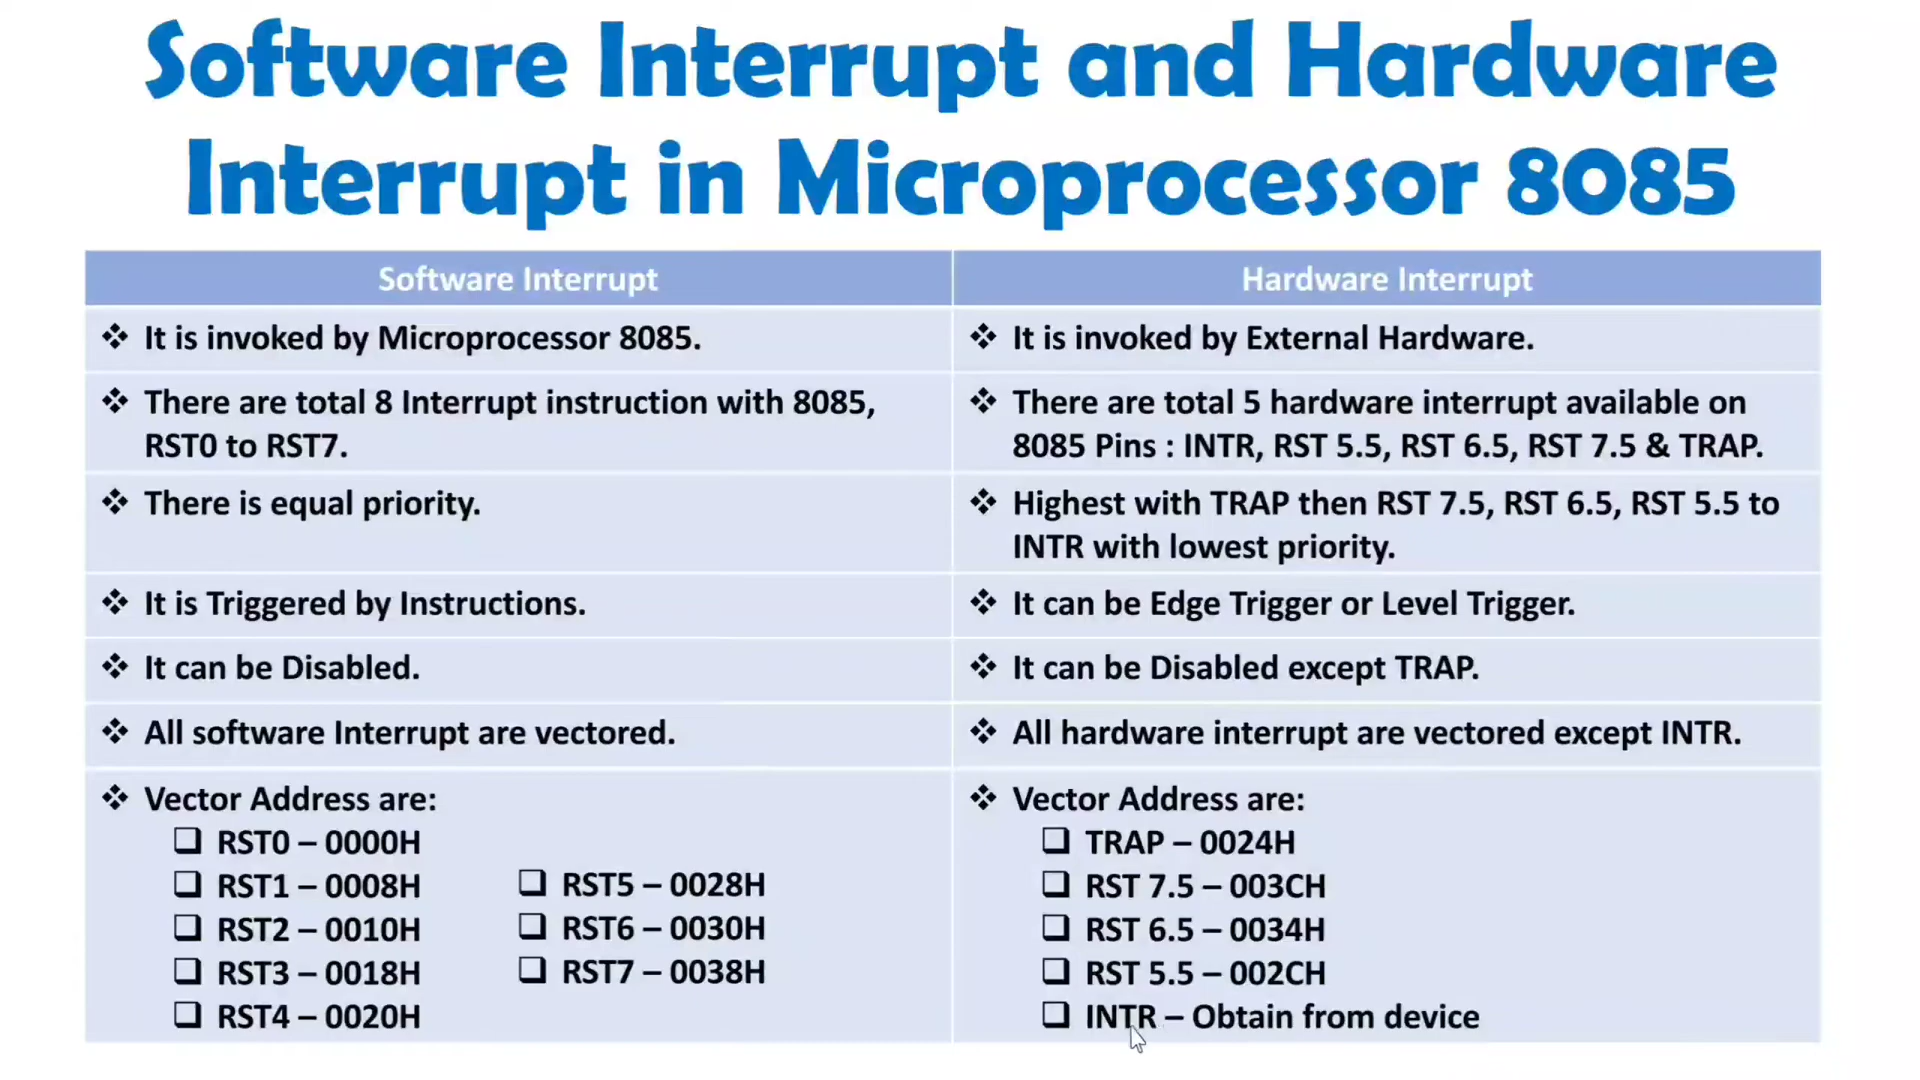 Software Interrupt and Hardware
Interrupt in Microprocessor 8085
Software Interrupt
Hardware Interrupt
❖ It is invoked by Microprocessor 8085.
❖ It is invoked by External Hardware.
❖ There are total 8 Interrupt instruction with 8085,
RST0 to RST7.
❖ There are total 5 hardware interrupt available on
8085 Pins : INTR, RST 5.5, RST 6.5, RST 7.5 & TRAP.
❖ There is equal priority.
❖ Highest with TRAP then RST 7.5, RST 6.5, RST 5.5 to
INTR with lowest priority.
❖ It is Triggered by Instructions.
❖ It can be Edge Trigger or Level Trigger.
❖ It can be Disabled.
❖ It can be Disabled except TRAP.
❖ All software Interrupt are vectored.
❖ All hardware interrupt are vectored except INTR.
❖ Vector Address are:
❑ RST0 – 0000H
❑ RST1 – 0008H
❑ RST2 – 0010H
❑ RST3 – 0018H
❑ RST4 – 0020H
❑ RST5 – 0028H
❑ RST6 – 0030H
❑ RST7 – 0038H
❖ Vector Address are:
❑ TRAP – 0024H
❑ RST 7.5 – 003CH
❑ RST 6.5 – 0034H
❑ RST 5.5 – 002CH
❑ INTR – Obtain from device